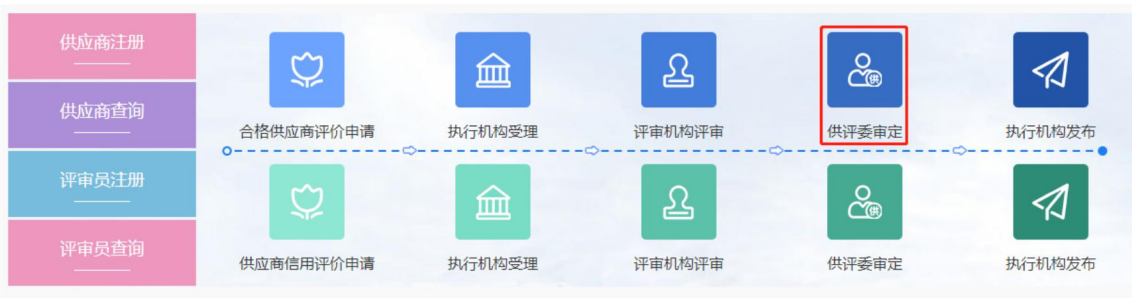 供应商注册
供应商查询
评审员注册
评审员查询
合格供应商评价申请
执行机构受理
评审机构评审
供
供评委审定
执行机构发布
供应商信用评价申请
执行机构受理
评审机构评审
供
供评委审定
执行机构发布